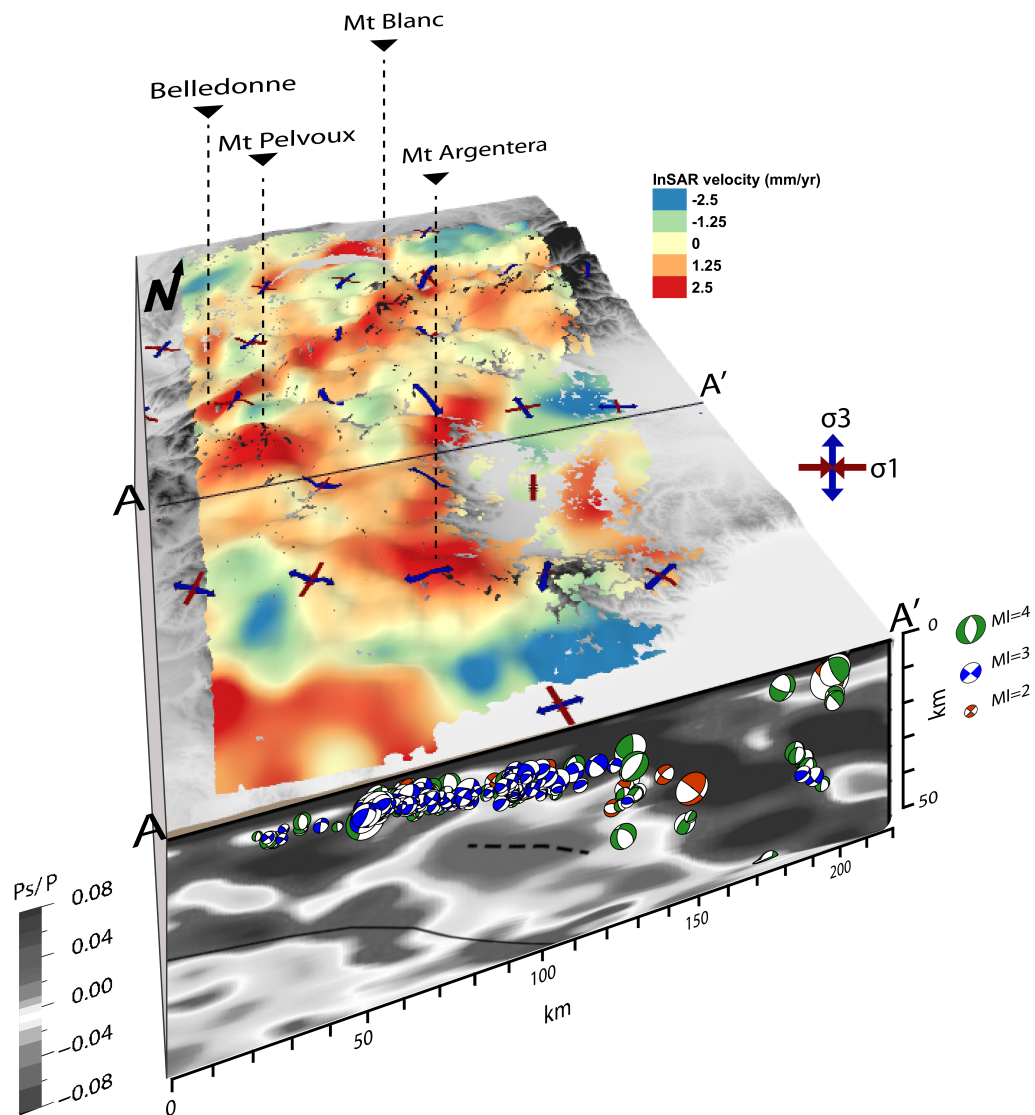 Mt Blanc
Belledonne
Mt Pelvoux
Mt Argentera
InSAR velocity (mm/yr)
-2.5
-1.25
0
1.25
2.5
N
A
A′
σ3
σ1
A
A′
0
km
50
Ml=4
Ml=3
Ml=2
Ps/P
0.08
0.04
0.00
−0.04
−0.08
0
50
100
150
200
km